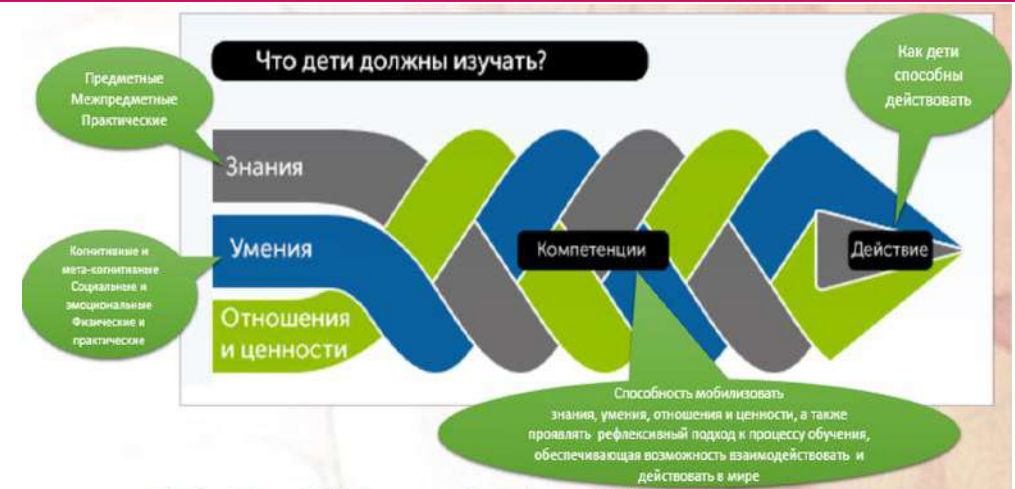 Что дети должны изучать?
Предметные
Межпредметные
Практические
Как дети
способны
действовать
Знания
Умения
Отношения
и ценности
Когнитивные и
мета-когнитивные
Социальные и
эмоциональные
Физические и
практические
Компетенции
Действие
Способность мобилизовать
знания, умения, отношения и ценности, а также
проявлять рефлексивный подход к процессу обучения,
обеспечивающая возможность взаимодействовать и
действовать в мире